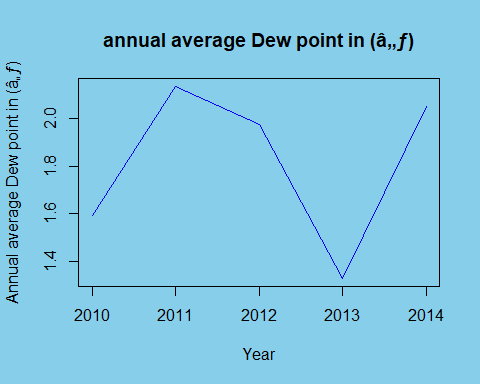 annual average Dew point in (â„ƒ)
Annual average Dew point in (â„ƒ)
2.0
1.8
1.6
1.4
2010 2011 2012 2013 2014
Year